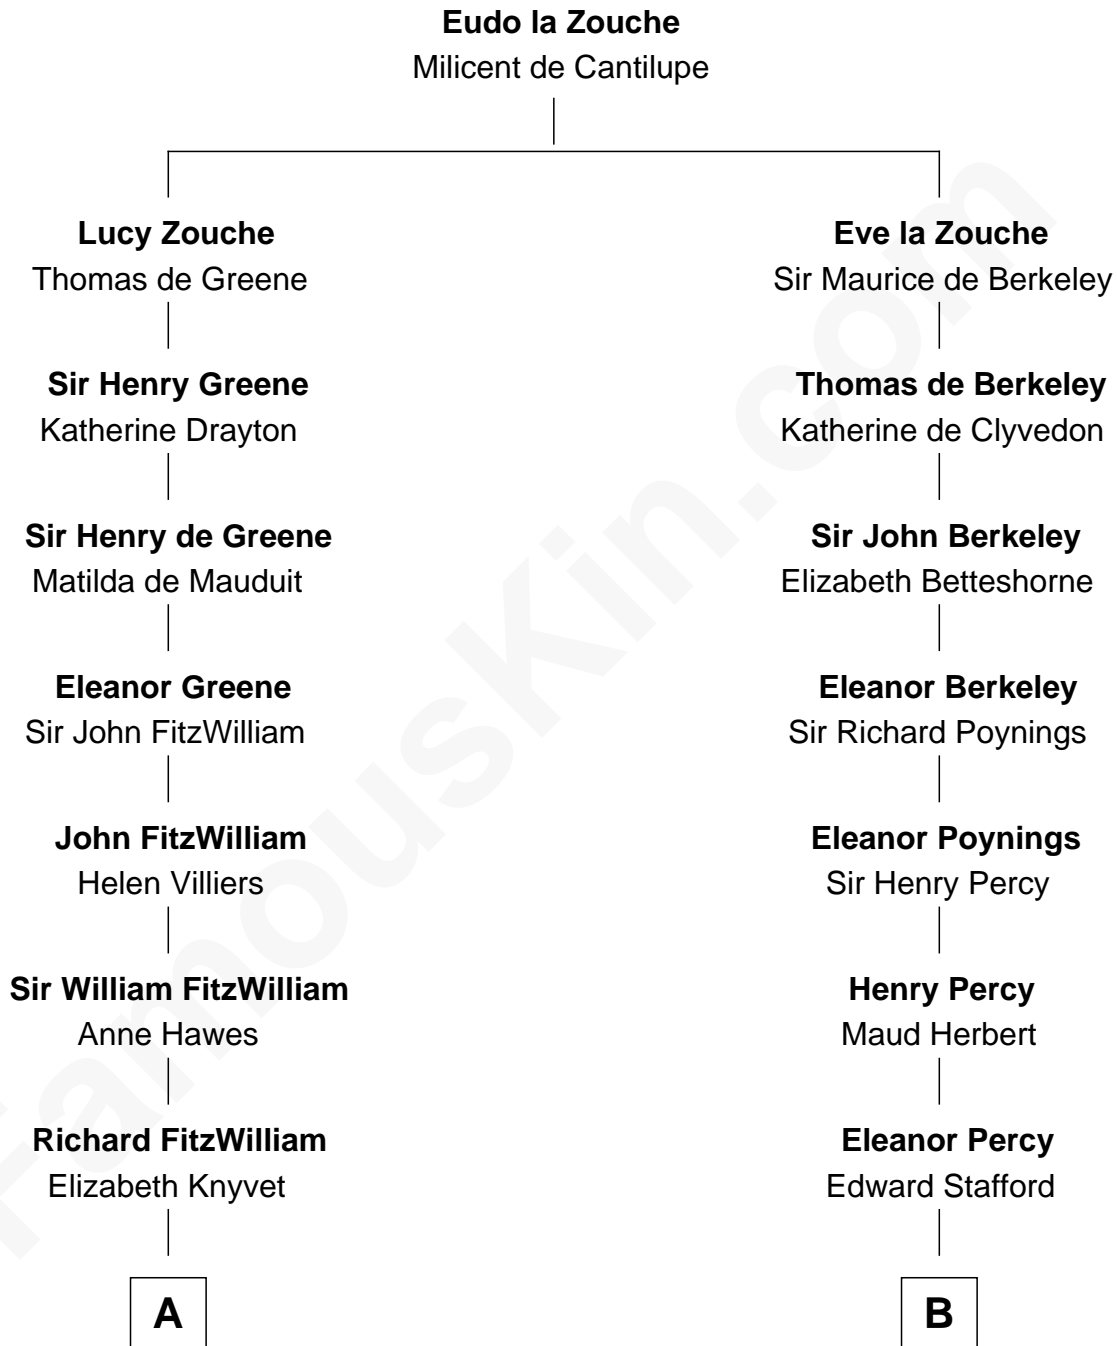 Eudo la Zouche
Milicent de Cantilupe
Lucy Zouche
Thomas de Greene
Eve la Zouche
Sir Maurice de Berkeley
Sir Henry Greene
Katherine Drayton
Thomas de Berkeley
Katherine de Clyvedon
Sir Henry de Greene
Matilda de Mauduit
Sir John Berkeley
Elizabeth Betteshorne
Eleanor Greene
Sir John FitzWilliam
Eleanor Berkeley
Sir Richard Poynings
John FitzWilliam
Helen Villiers
Eleanor Poynings
Sir Henry Percy
Sir William FitzWilliam
Anne Hawes
Henry Percy
Maud Herbert
Richard FitzWilliam
Elizabeth Knyvet
Eleanor Percy
Edward Stafford
A
B
FamousKin.com